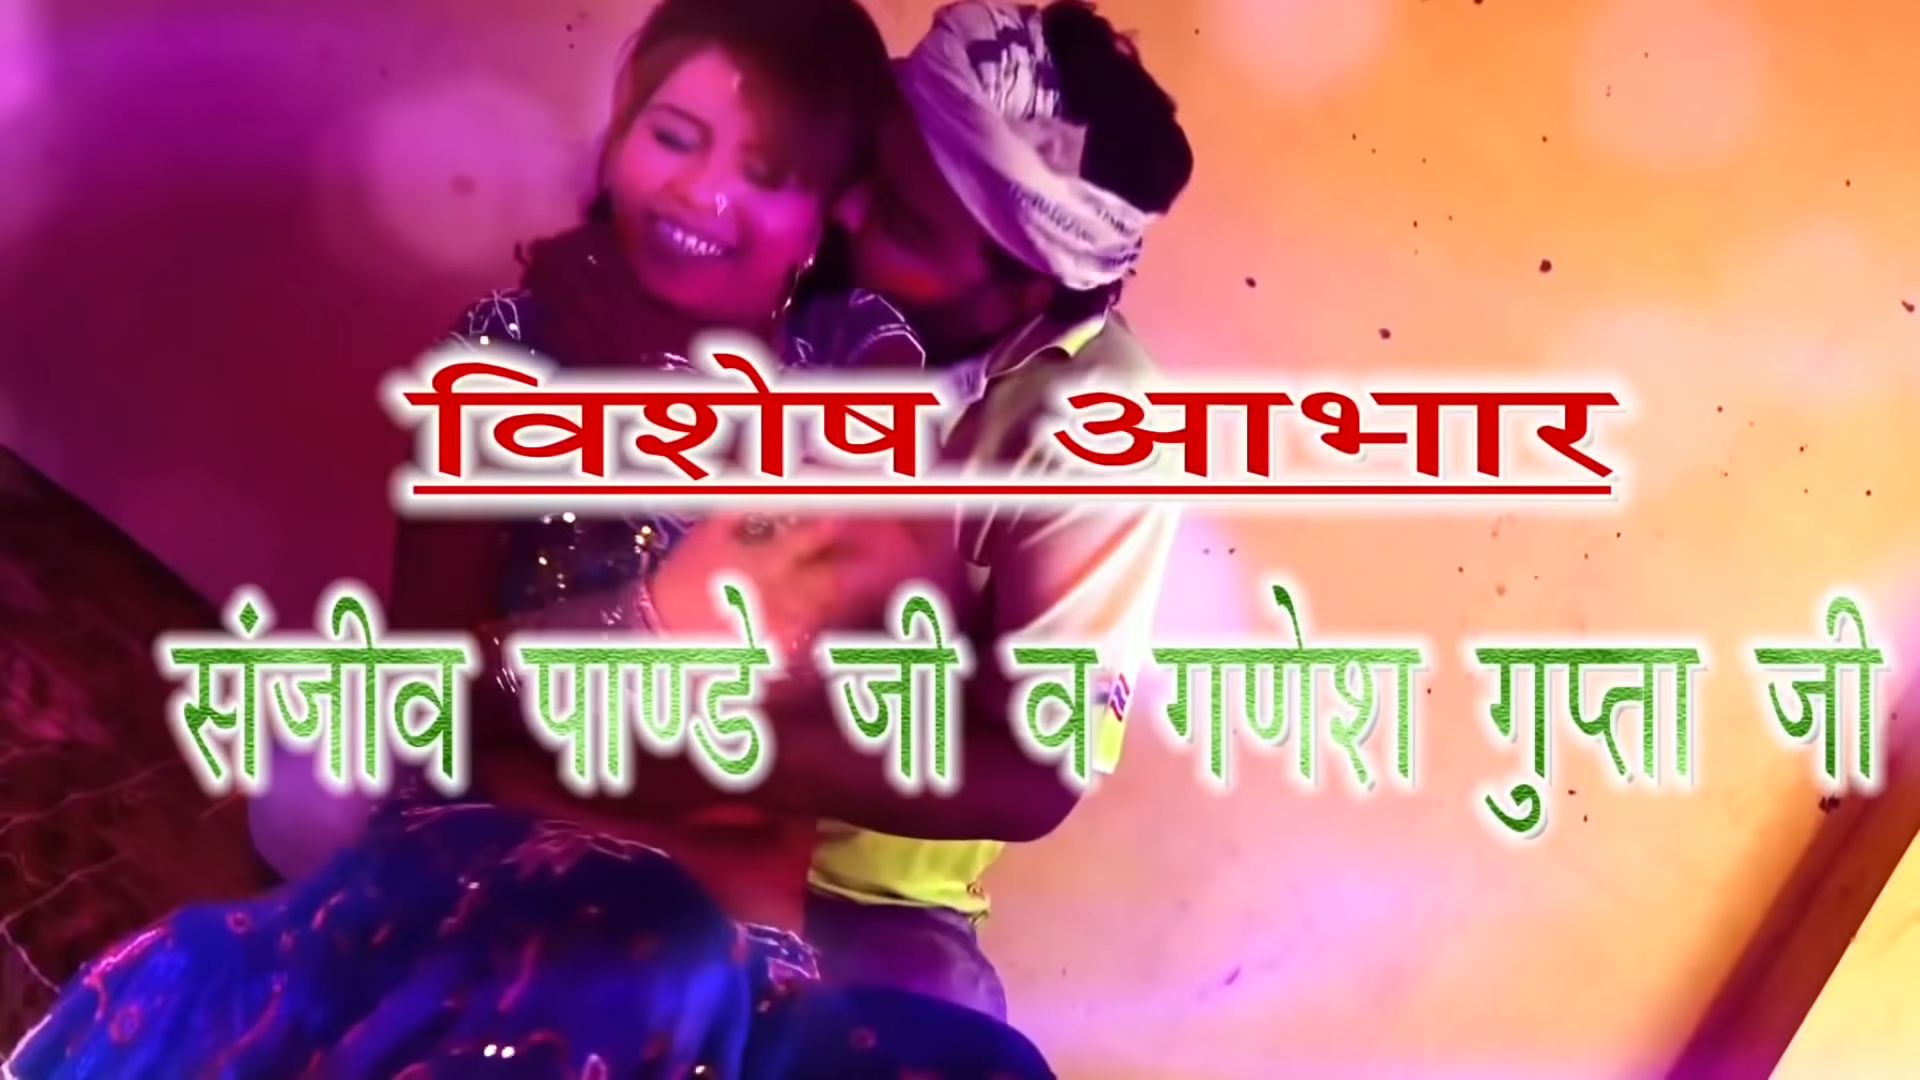 विशेष आभार
संजीव पाण्डे जी व गणेश गुप्ता जी